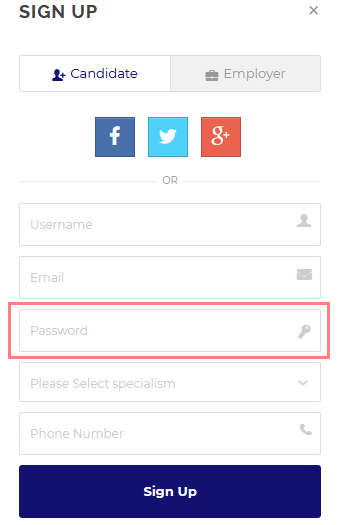 SIGN UP ×
Candidate Employer
f g+
OR
Username
Email
Password
Please Select specialism
Phone Number
Sign Up